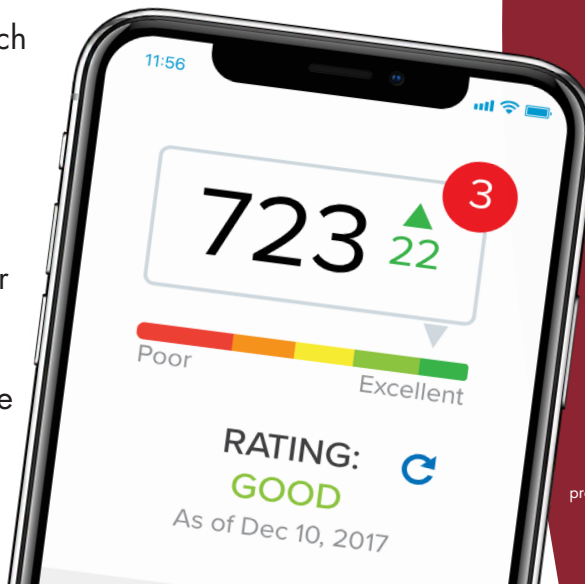 ch
11:56
3
723
22
r
Poor
Excellent
e
RATING:
GOOD
As of Dec 10, 2017
pr